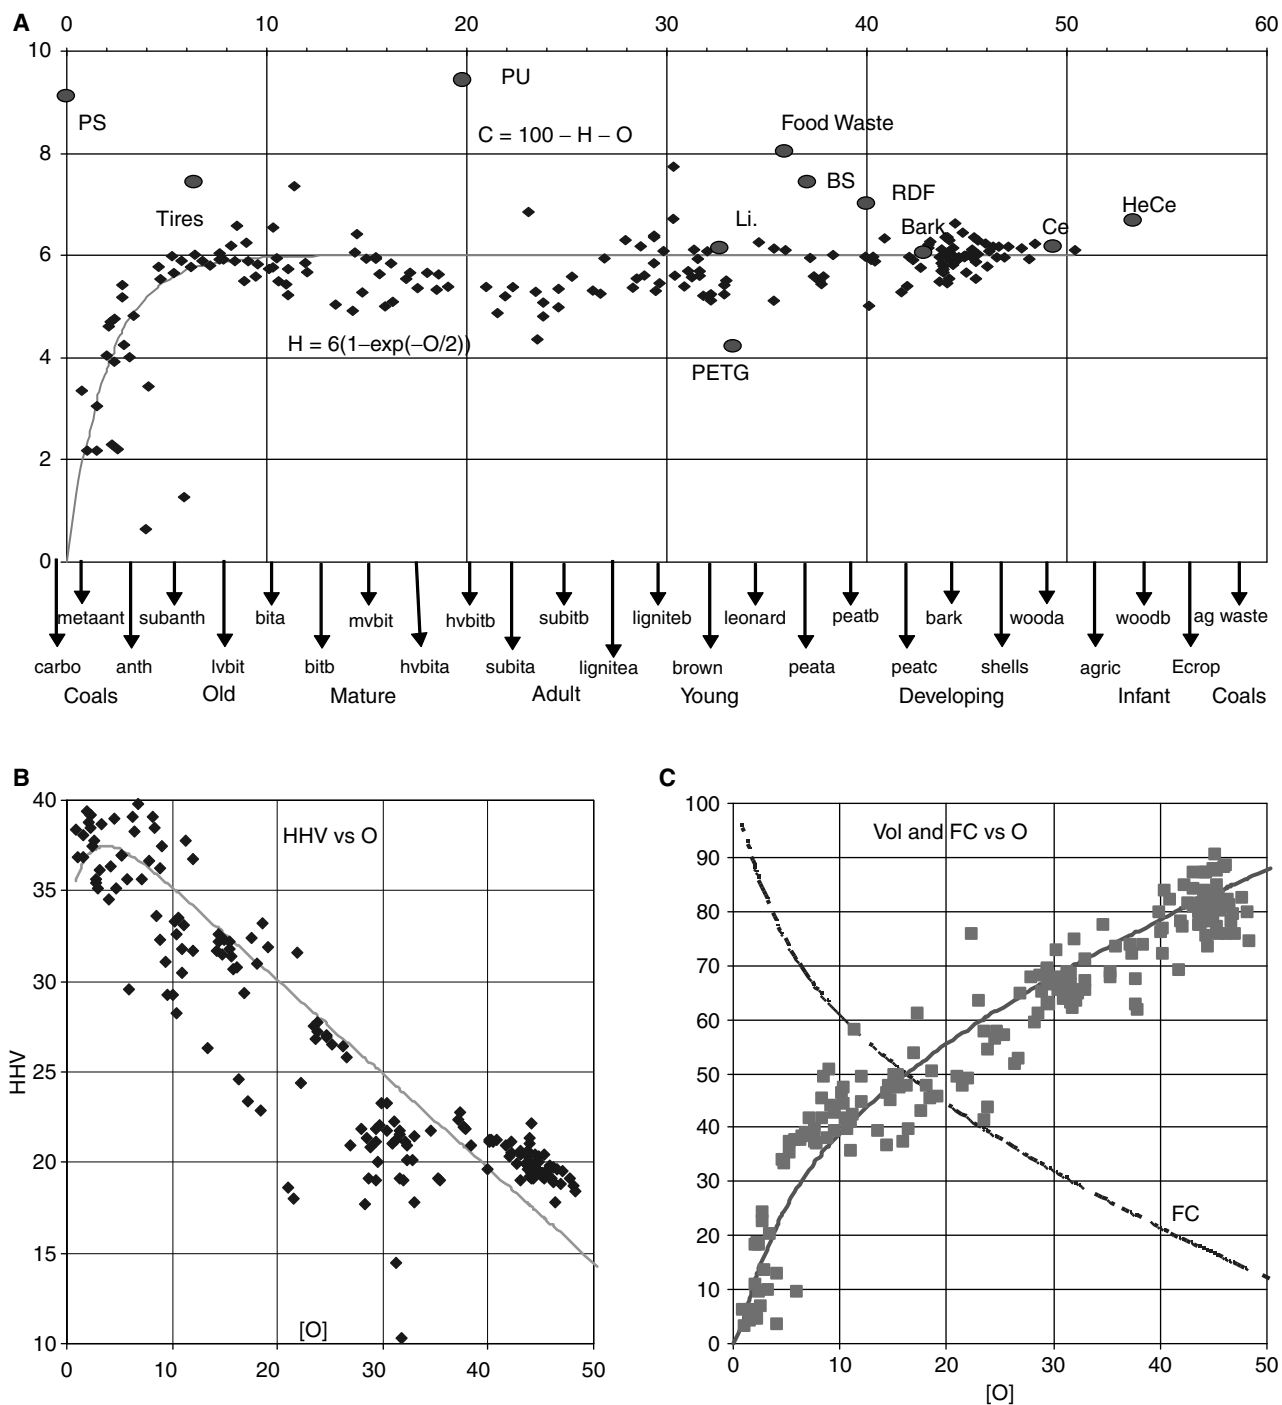 A
0 10 20 30 40 50 60
10
PU
PS
Food Waste
C = 100 − H − O
8
BS
RDF
Tires
Li.
HeCe
Bark
Ce
6
H = 6(1−exp(−O/2))
4
PETG
2
0
metaant subanth bita mvbit hvbitb subitb ligniteb leonard peatb bark wooda woodb ag waste
carbo anth lvbit bitb hvbita subita lignitea brown peata peatc shells agric Ecrop
Coals Old Mature Adult Young Developing Infant Coals
B
40
HHV vs O
35
30
25
HHV
20
15
[O]
10
0 10 20 30 40 50
C
100
Vol and FC vs O
90
80
70
60
50
40
30
FC
20
10
0
0 10 20 30 40 50
[O]